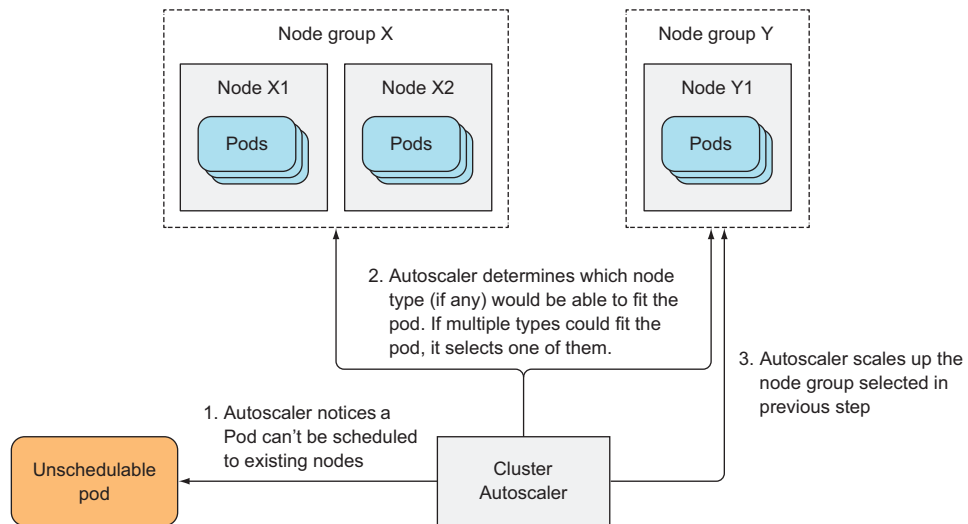 Node group X
Node group Y
Node X1
Node X2
Node Y1
Pods
Pods
Pods
2. Autoscaler determines which node
type (if any) would be able to fit the
pod. If multiple types could fit the
pod, it selects one of them.
3. Autoscaler scales up the
node group selected in
previous step
1. Autoscaler notices a
Pod can't be scheduled
to existing nodes
Unschedulable
pod
Cluster
Autoscaler